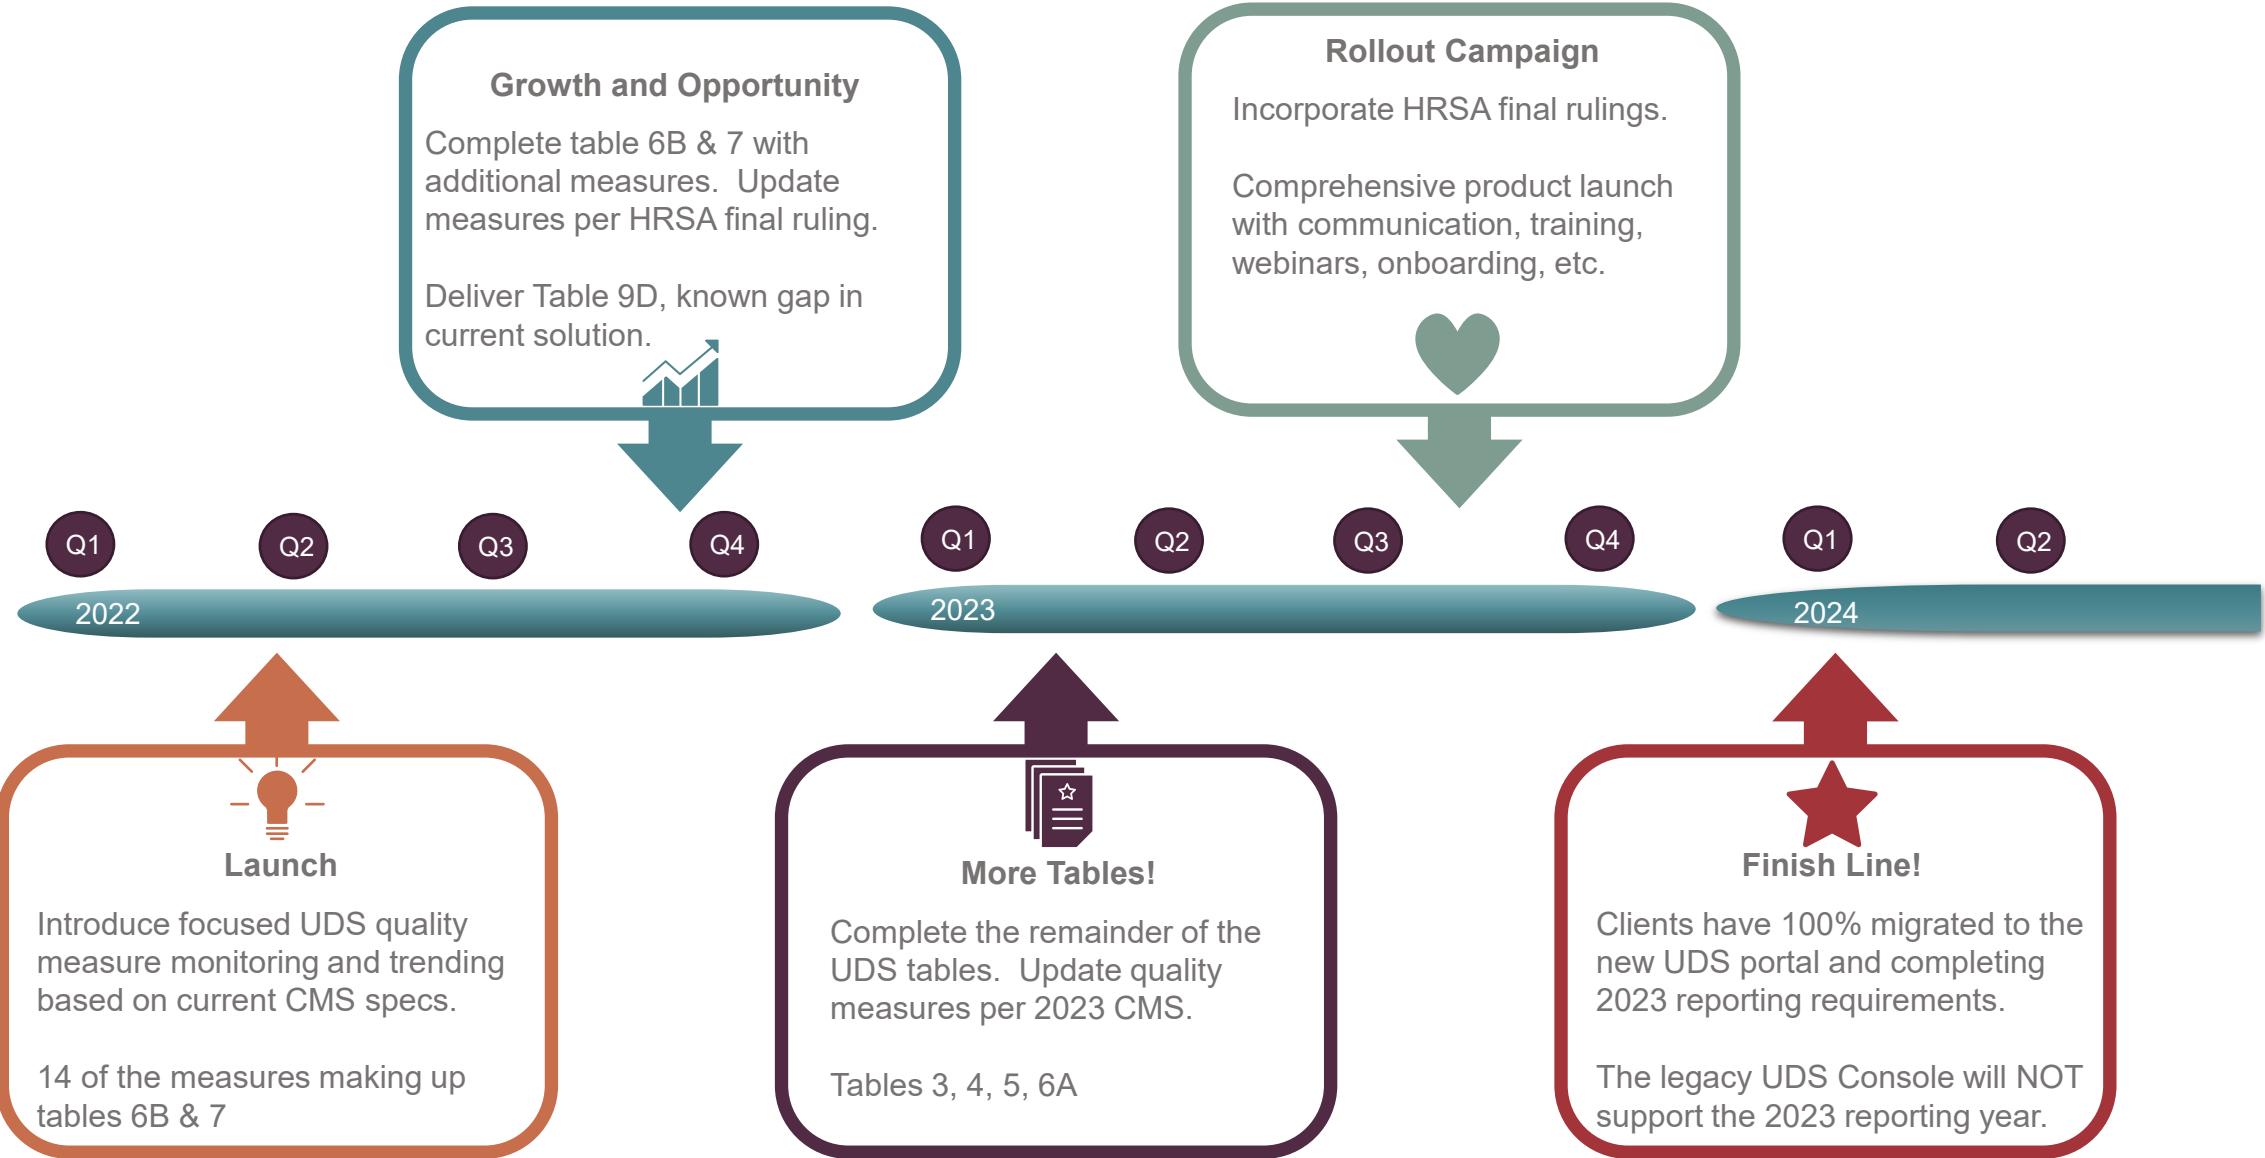 Growth and Opportunity
Complete table 6B & 7 with
additional measures.  Update
measures per HRSA final ruling.
Deliver Table 9D, known gap in
current solution.
Rollout Campaign
Incorporate HRSA final rulings.
Comprehensive product launch
with communication, training,
webinars, onboarding, etc.
Q1
Q2
Q3
Q4
Q1
Q2
Q3
Q4
Q1
Q2
2022
2023
2024
Launch
Introduce focused UDS quality
measure monitoring and trending
based on current CMS specs.
14 of the measures making up
tables 6B & 7
More Tables!
Complete the remainder of the
UDS tables.  Update quality
measures per 2023 CMS.
Tables 3, 4, 5, 6A
Finish Line!
Clients have 100% migrated to the
new UDS portal and completing
2023 reporting requirements.
The legacy UDS Console will NOT
support the 2023 reporting year.